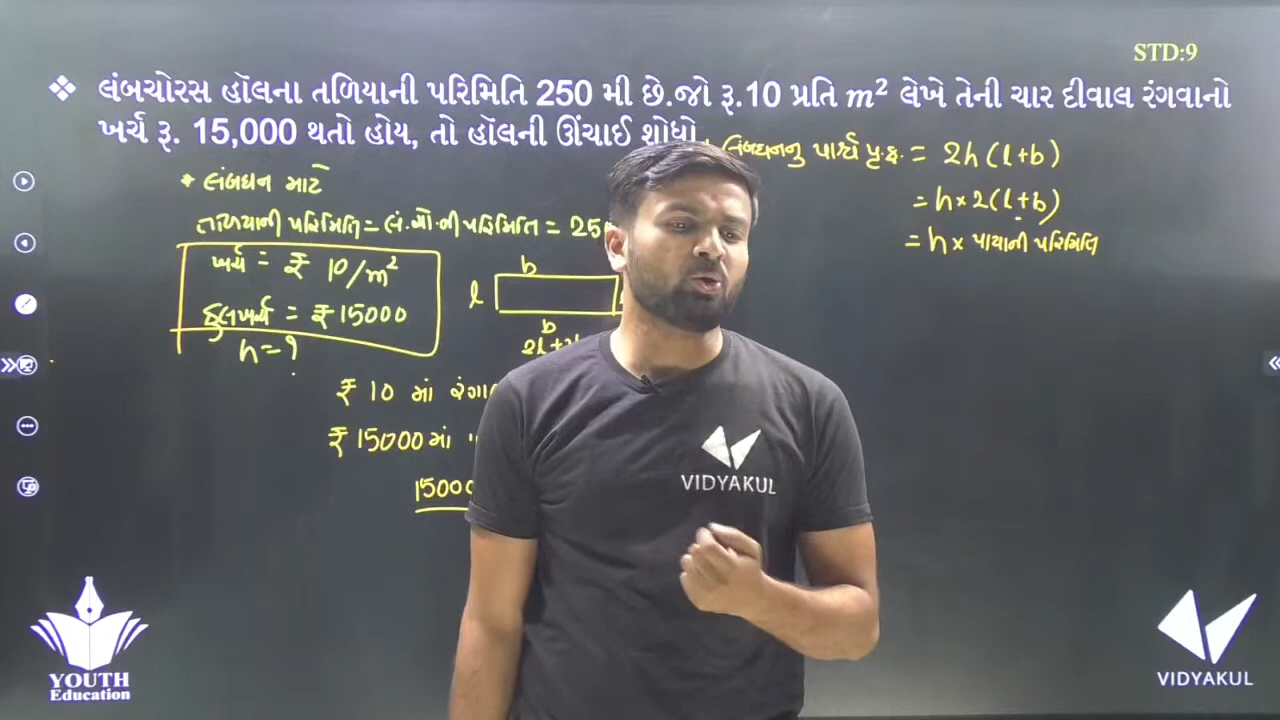 STD:9
❖ લંબચોરસ હૉલના તળિયાની પરિમિતિ 250 મી છે.જો રૂ.10 પ્રતિ m² લેખે તેની ચાર દીવાલ રંગવાનો
ખર્ચ રૂ. 15,000 થતો હોય, તો હૉલની ઊંચાઈ શોધો.
* લંબઘન માટે
તળિયાની પરિમિતિ = લં.ચો.ની પરિમિતિ = 25
ખર્ચ = ₹ 10/m²
કુલખર્ચ = ₹ 15000
h = ?
b
l
b
₹ 10 માં
₹ 15000 માં
15000
લંબઘનનુ પાર્શ્વ પૃ.ફ. = 2h (l+b)
= h × 2(l+b)
= h × પાયાની પરિમિતિ
VIDYAKUL
YOUTH
Education
VIDYAKUL